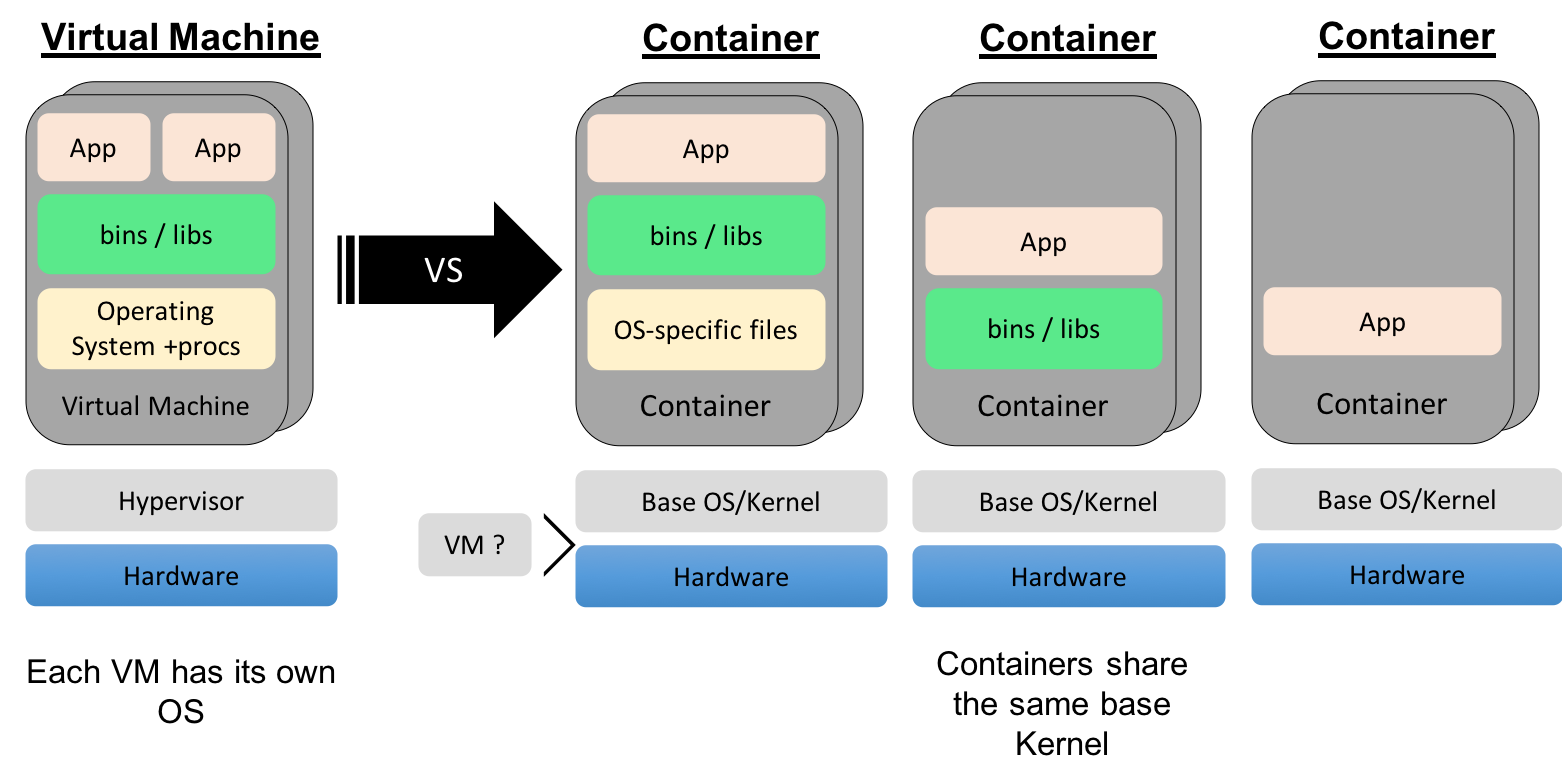 Virtual Machine
App
App
bins / libs
Operating
System +procs
Virtual Machine
Hypervisor
Hardware
Each VM has its own
OS
VS
VM ?
Container
App
bins / libs
OS-specific files
Container
Base OS/Kernel
Hardware
Container
App
bins / libs
Container
Base OS/Kernel
Hardware
Containers share
the same base
Kernel
Container
App
Container
Base OS/Kernel
Hardware